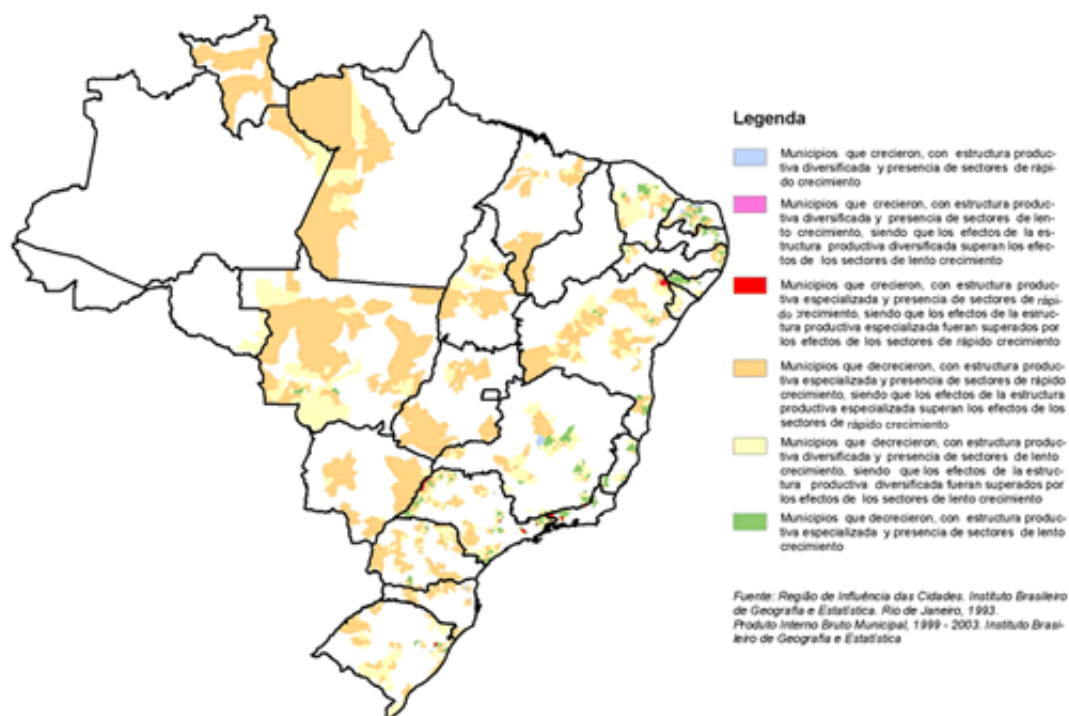 Legenda
Municipios que crecieron, con estructura produc-
tiva diversificada y presencia de sectores de rápi-
do crecimiento
Municipios que crecieron, con estructura produc-
tiva diversificada y presencia de sectores de len-
to crecimiento, siendo que los efectos de la es-
tructura productiva diversificada superan los efec-
tos de los sectores de lento crecimiento
Municipios que crecieron, con estructura produc-
tiva especializada y presencia de sectores de rápi-
do crecimiento, siendo que los efectos de la estruc-
tura productiva especializada fueran superados por
los efectos de los sectores de rápido crecimiento
Municipios que decrecieron, con estructura produc-
tiva especializada y presencia de sectores de rápido
crecimiento, siendo que los efectos de la estructura
productiva especializada superan los efectos de los
sectores de rápido crecimiento
Municipios que decrecieron, con estructura produc-
tiva diversificada y presencia de sectores de lento
crecimiento, siendo que los efectos de la estruc-
tura productiva diversificada fueran superados por
los efectos de los sectores de lento crecimiento
Municipios que decrecieron, con estructura produc-
tiva especializada y presencia de sectores de lento
crecimiento
Fuente: Região de Influência das Cidades. Instituto Brasileiro
de Geografia e Estatística. Rio de Janeiro, 1993.
Produto Interno Bruto Municipal, 1999 - 2003. Instituto Brasi-
leiro de Geografia e Estatística